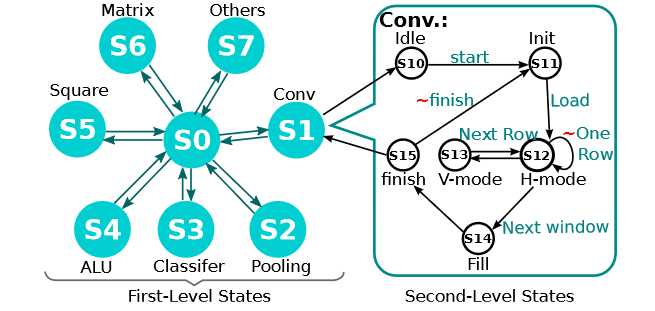 Matrix
Others
Conv.:
S6
S7
Idle
Init
S10
start
S11
Square
Conv
~finish
Load
S5
S0
S1
Next Row
~One
Row
S15
S13
S12
finish
V-mode
H-mode
S4
S3
S2
S14
Next window
ALU
Classifer
Pooling
Fill
First-Level States
Second-Level States